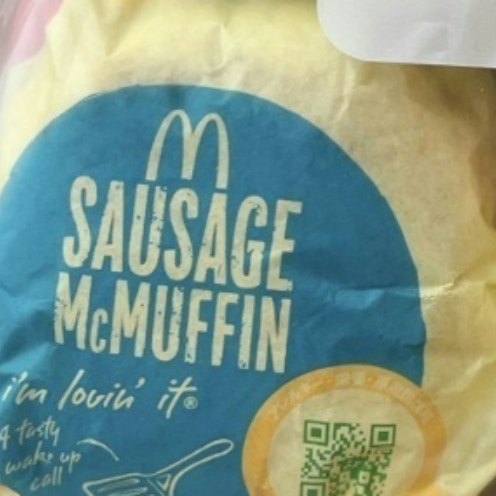 SAUSAGE
McMUFFIN
i'm lovin' it®
A tasty
wake up
call